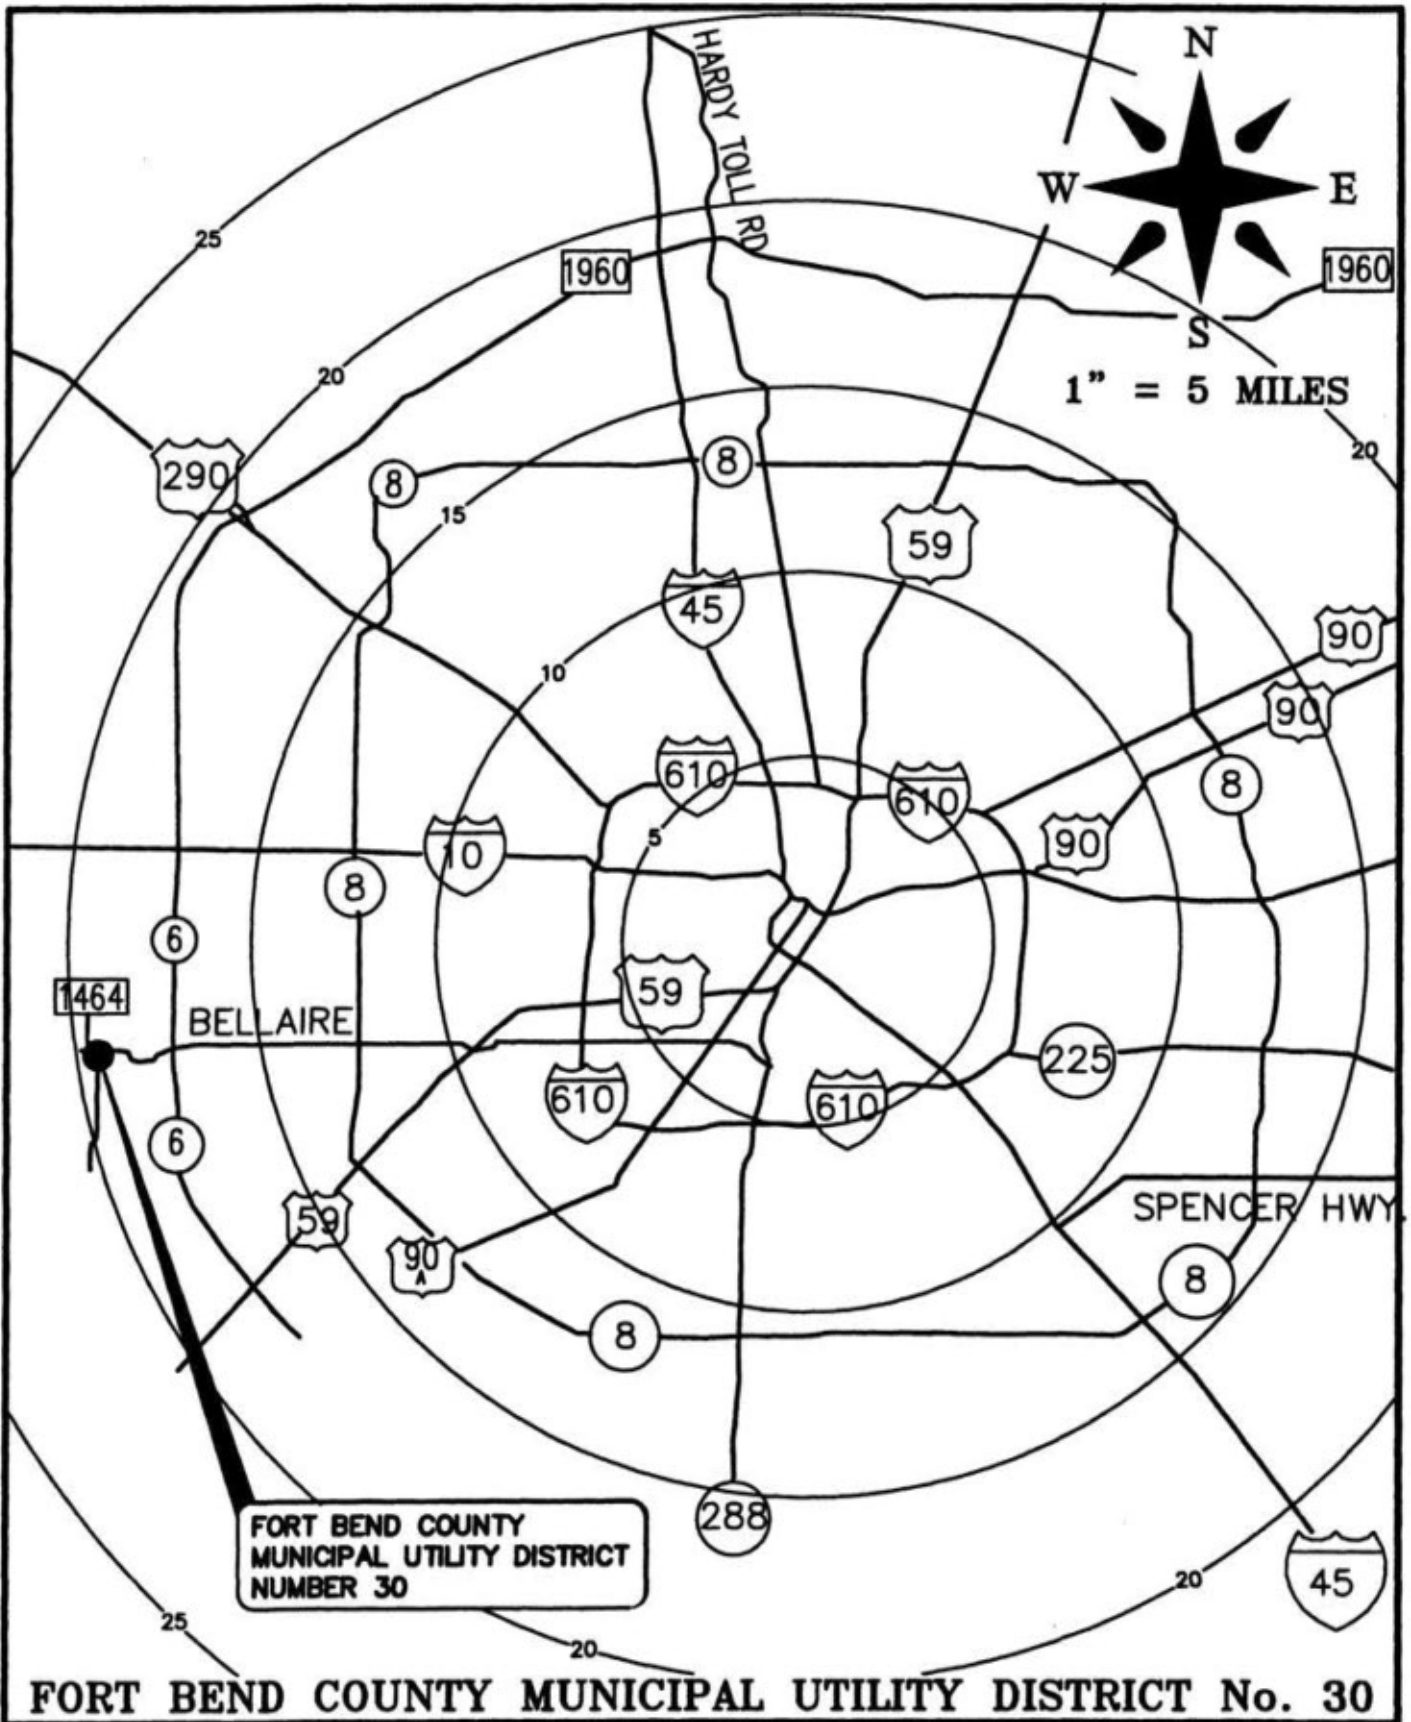 HARDY TOLL RD
N
W
E
S
25
1960
1960
1" = 5 MILES
20
20
290
8
8
15
59
45
90
10
90
610
610
8
5
90
10
8
6
59
1464
BELLAIRE
225
610
610
6
SPENCER HWY.
59
90
A
8
8
288
FORT BEND COUNTY
MUNICIPAL UTILITY DISTRICT
NUMBER 30
45
20
25
20
FORT BEND COUNTY MUNICIPAL UTILITY DISTRICT No. 30